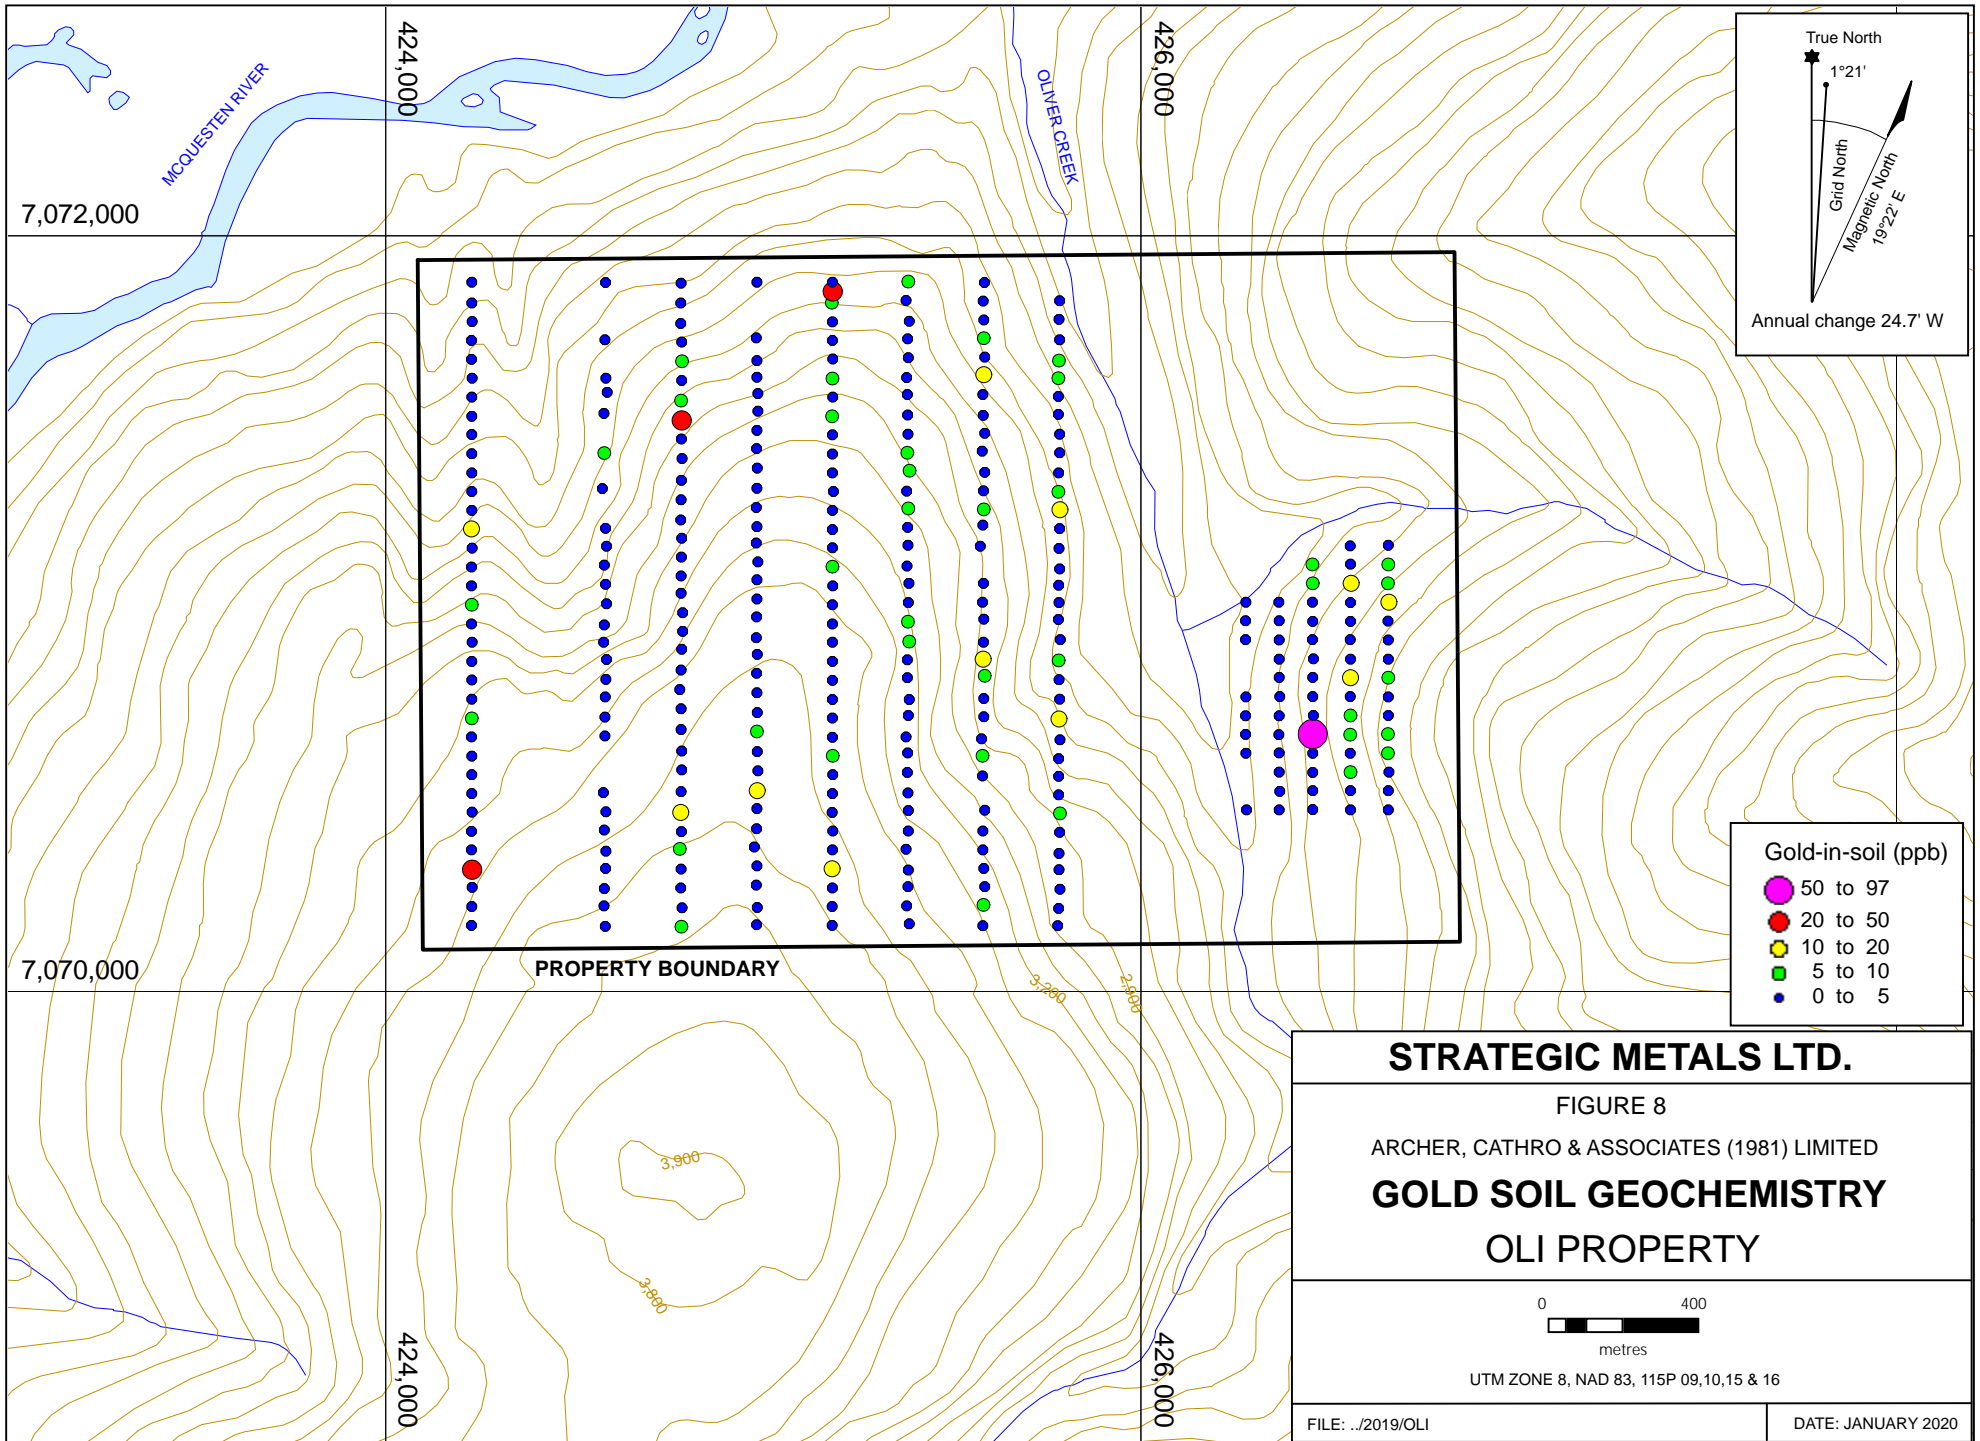 424,000
426,000
MCQUESTEN RIVER
OLIVER CREEK
True North
1°21'
Grid North
Magnetic North
19°22' E
Annual change 24.7' W
7,072,000
7,070,000
PROPERTY BOUNDARY
3,200
2,900
3,900
3,800
424,000
426,000
Gold-in-soil (ppb)
50 to 97
20 to 50
10 to 20
5 to 10
0 to 5
STRATEGIC METALS LTD.
FIGURE 8
ARCHER, CATHRO & ASSOCIATES (1981) LIMITED
GOLD SOIL GEOCHEMISTRY
OLI PROPERTY
0 400
metres
UTM ZONE 8, NAD 83, 115P 09,10,15 & 16
FILE: ../2019/OLI
DATE: JANUARY 2020